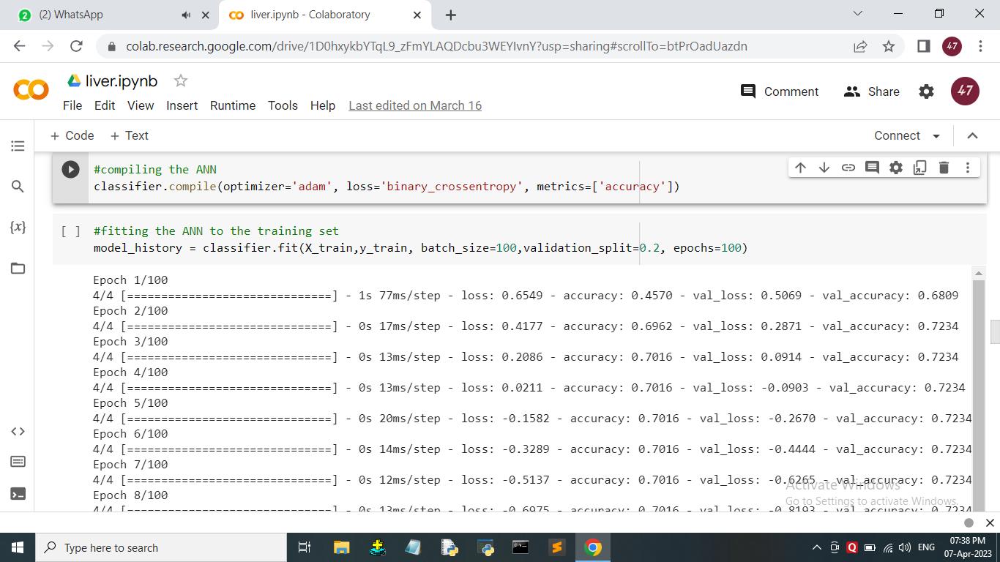 2 (2) WhatsApp
liver.ipynb - Colaboratory
colab.research.google.com/drive/1D0hxykbYTqL9_zFmYLAQDcbu3WEYIvnY?usp=sharing#scrollTo=btPrOadUazdn
47
liver.ipynb
File Edit View Insert Runtime Tools Help Last edited on March 16
Comment Share 47
+ Code + Text
Connect
{x}
#compiling the ANN
classifier.compile(optimizer='adam', loss='binary_crossentropy', metrics=['accuracy'])
[ ] #fitting the ANN to the training set
model_history = classifier.fit(X_train,y_train, batch_size=100,validation_split=0.2, epochs=100)
Epoch 1/100
4/4 [==============================] - 1s 77ms/step - loss: 0.6549 - accuracy: 0.4570 - val_loss: 0.5069 - val_accuracy: 0.6809
Epoch 2/100
4/4 [==============================] - 0s 17ms/step - loss: 0.4177 - accuracy: 0.6962 - val_loss: 0.2871 - val_accuracy: 0.7234
Epoch 3/100
4/4 [==============================] - 0s 13ms/step - loss: 0.2086 - accuracy: 0.7016 - val_loss: 0.0914 - val_accuracy: 0.7234
Epoch 4/100
4/4 [==============================] - 0s 13ms/step - loss: 0.0211 - accuracy: 0.7016 - val_loss: -0.0903 - val_accuracy: 0.7234
Epoch 5/100
4/4 [==============================] - 0s 20ms/step - loss: -0.1582 - accuracy: 0.7016 - val_loss: -0.2670 - val_accuracy: 0.7234
Epoch 6/100
4/4 [==============================] - 0s 14ms/step - loss: -0.3289 - accuracy: 0.7016 - val_loss: -0.4444 - val_accuracy: 0.7234
Epoch 7/100
4/4 [==============================] - 0s 12ms/step - loss: -0.5137 - accuracy: 0.7016 - val_loss: -0.6265 - val_accuracy: 0.7234
Epoch 8/100
4/4 [==============================] - 0s 13ms/step - loss: -0.6975 - accuracy: 0.7016 - val_loss: -0.8193 - val_accuracy: 0.7234
Activate Windows
Go to Settings to activate Windows.
Type here to search
ENG
07:38 PM
07-Apr-2023